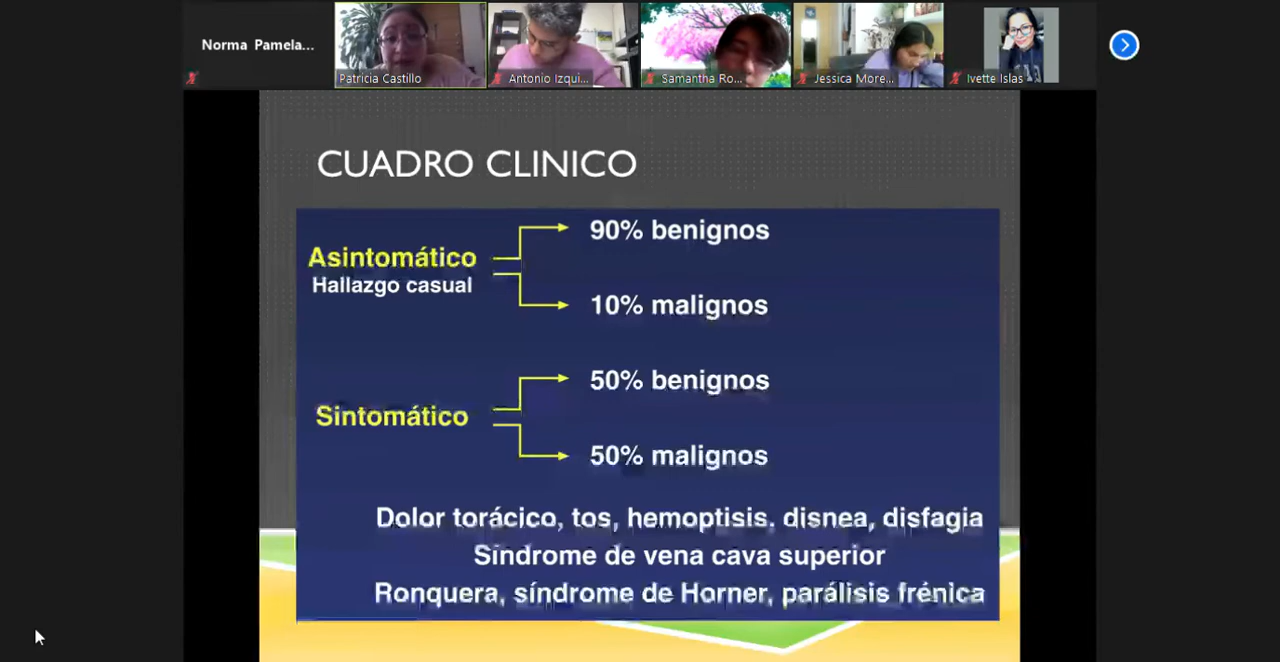 Norma Pamela...
Patricia Castillo
Antonio Izqui...
Samantha Ro...
Jessica More...
Ivette Islas
CUADRO CLINICO
90% benignos
Asintomático
Hallazgo casual
10% malignos
50% benignos
Sintomático
50% malignos
Dolor torácico, tos, hemoptisis. disnea, disfagia
Síndrome de vena cava superior
Ronquera, síndrome de Horner, parálisis frénica